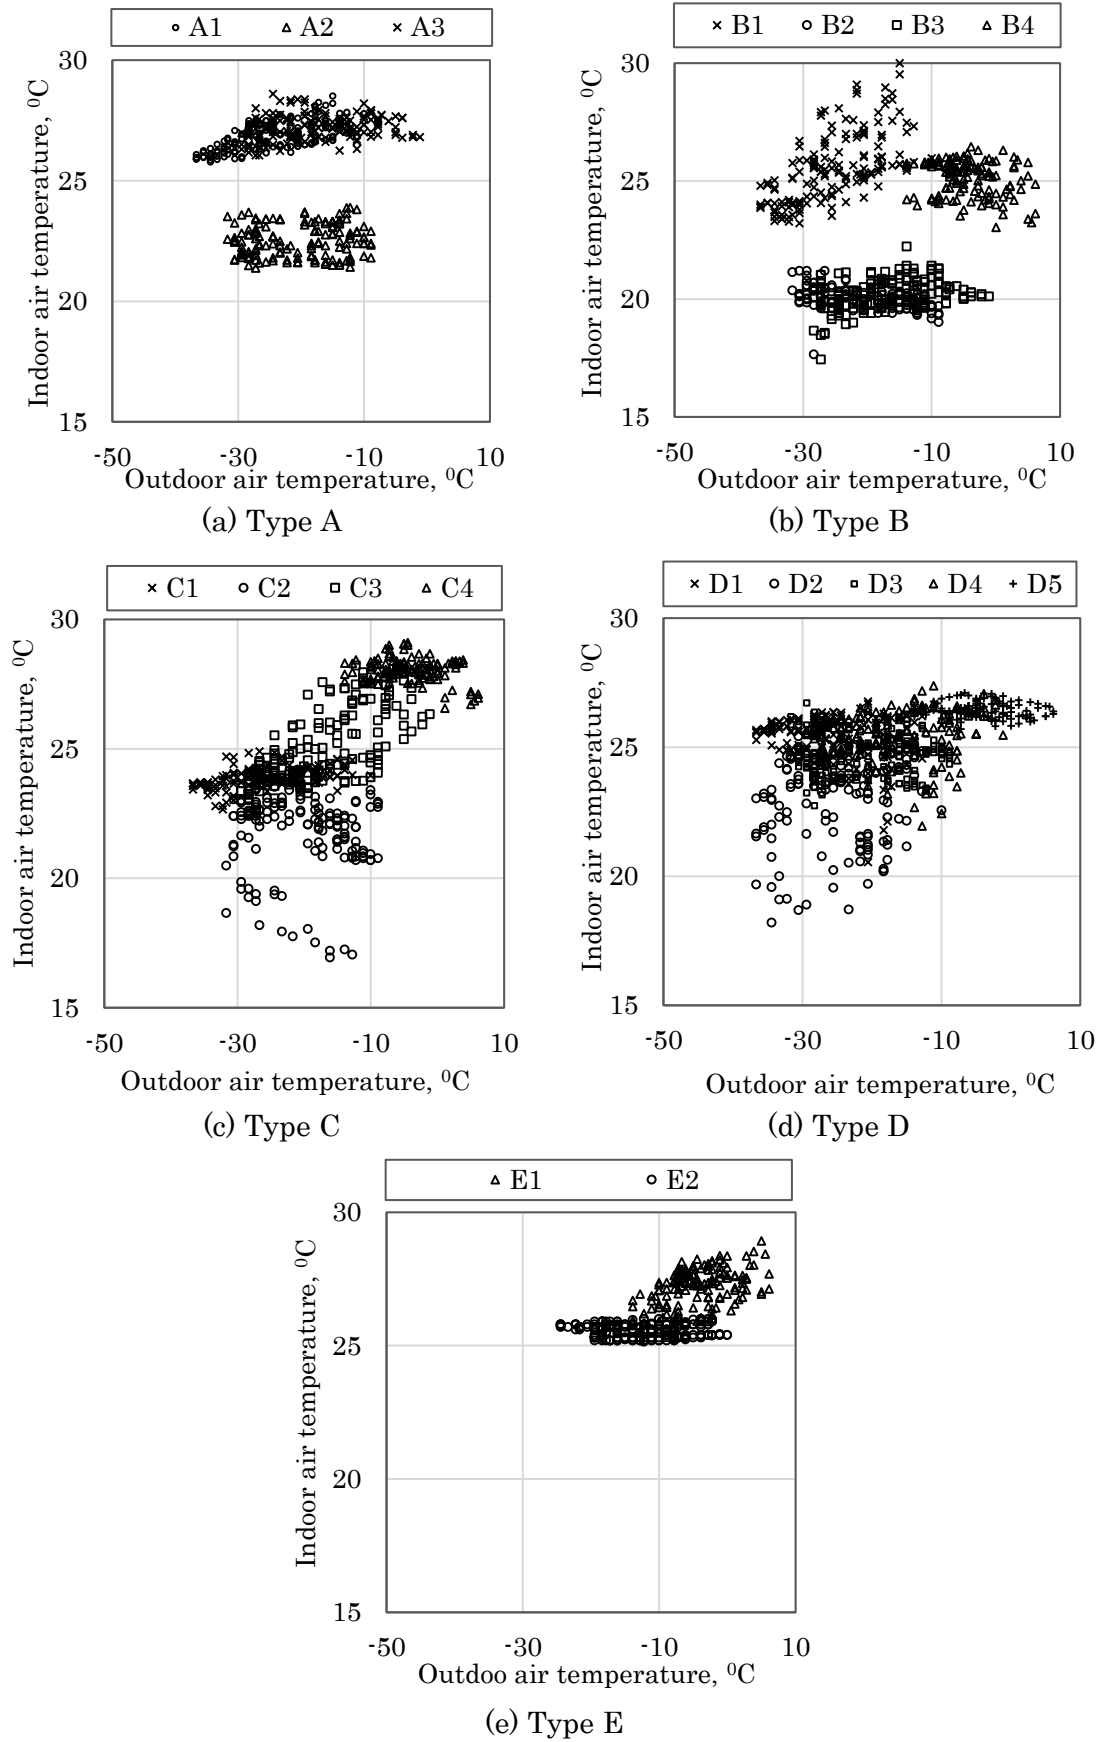 A1 A2 A3
30
25
20
15
-50 -30 -10 10
Indoor air temperature, ⁰C
Outdoor air temperature, ⁰C
(a) Type A
B1 B2 B3 B4
30
25
20
15
-50 -30 -10 10
Indoor air temperature, ⁰C
Outdoor air temperature, ⁰C
(b) Type B
C1 C2 C3 C4
30
25
20
15
-50 -30 -10 10
Indoor air temperature, ⁰C
Outdoor air temperature, ⁰C
(c) Type C
D1 D2 D3 D4 D5
30
25
20
15
-50 -30 -10 10
Indoor air temperature, ⁰C
Outdoor air temperature, ⁰C
(d) Type D
E1 E2
30
25
20
15
-50 -30 -10 10
Indoor air temperature, ⁰C
Outdoo air temperature, ⁰C
(e) Type E